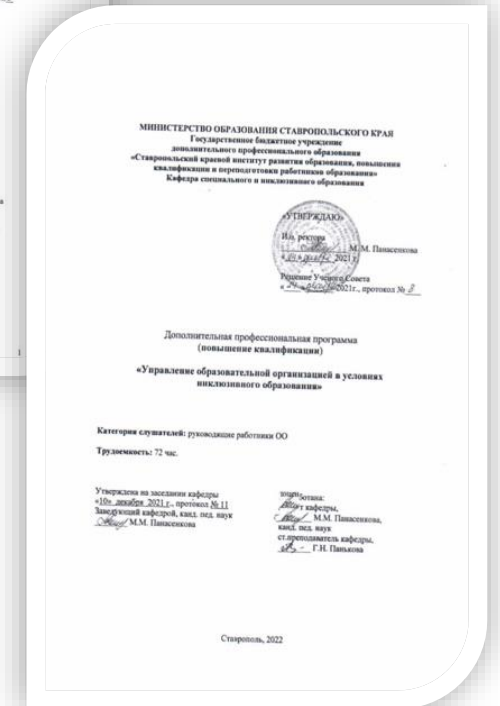 МИНИСТЕРСТВО ОБРАЗОВАНИЯ СТАВРОПОЛЬСКОГО КРАЯ
Государственное бюджетное учреждение
дополнительного профессионального образования
«Ставропольский краевой институт развития образования, повышения
квалификации и переподготовки работников образования»
Кафедра специального и инклюзивного образования
«УТВЕРЖДАЮ»
И.о. ректора
М.М. Панасенкова
2021 г.
Решение Ученого Совета
2021г., протокол №
Дополнительная профессиональная программа
(повышение квалификации)
«Управление образовательной организацией в условиях
инклюзивного образования»
Категория слушателей: руководящие работники ОО
Трудоемкость: 72 час.
Утверждена на заседании кафедры
«10» декабря 2021 г., протокол № 11
Заведующий кафедрой, канд. пед. наук
М.М. Панасенкова
кафедры,
М.М. Панасенкова,
канд. пед. наук
ст.преподаватель кафедры,
Г.Н. Панькова
Ставрополь, 2022